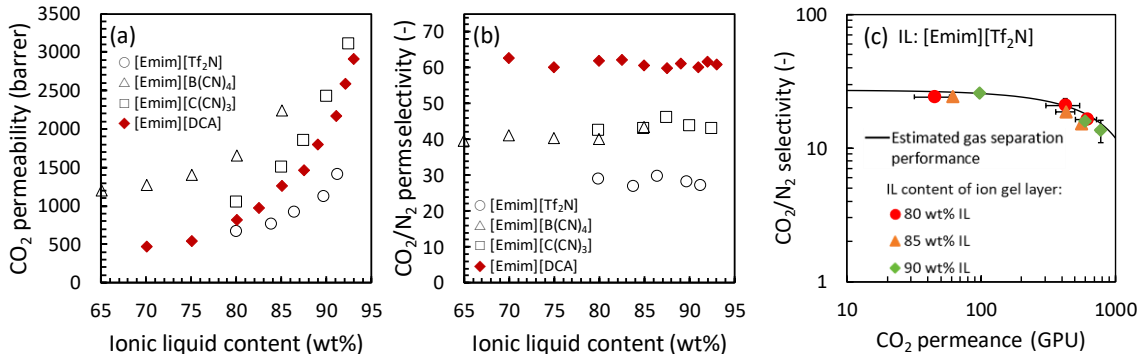 (a)
CO₂ permeability (barrer)
3500
3000
2500
2000
1500
1000
500
0
[Emim][Tf₂N]
[Emim][B(CN)₄]
[Emim][C(CN)₃]
[Emim][DCA]
65 70 75 80 85 90 95
Ionic liquid content (wt%)
(b)
CO₂/N₂ permselectivity (-)
70
60
50
40
30
20
10
0
[Emim][Tf₂N]
[Emim][B(CN)₄]
[Emim][C(CN)₃]
[Emim][DCA]
65 70 75 80 85 90 95
Ionic liquid content (wt%)
(c) IL: [Emim][Tf₂N]
CO₂/N₂ selectivity (-)
100
10
1
Estimated gas separation
performance
IL content of ion gel layer:
80 wt% IL
85 wt% IL
90 wt% IL
10 100 1000
CO₂ permeance (GPU)